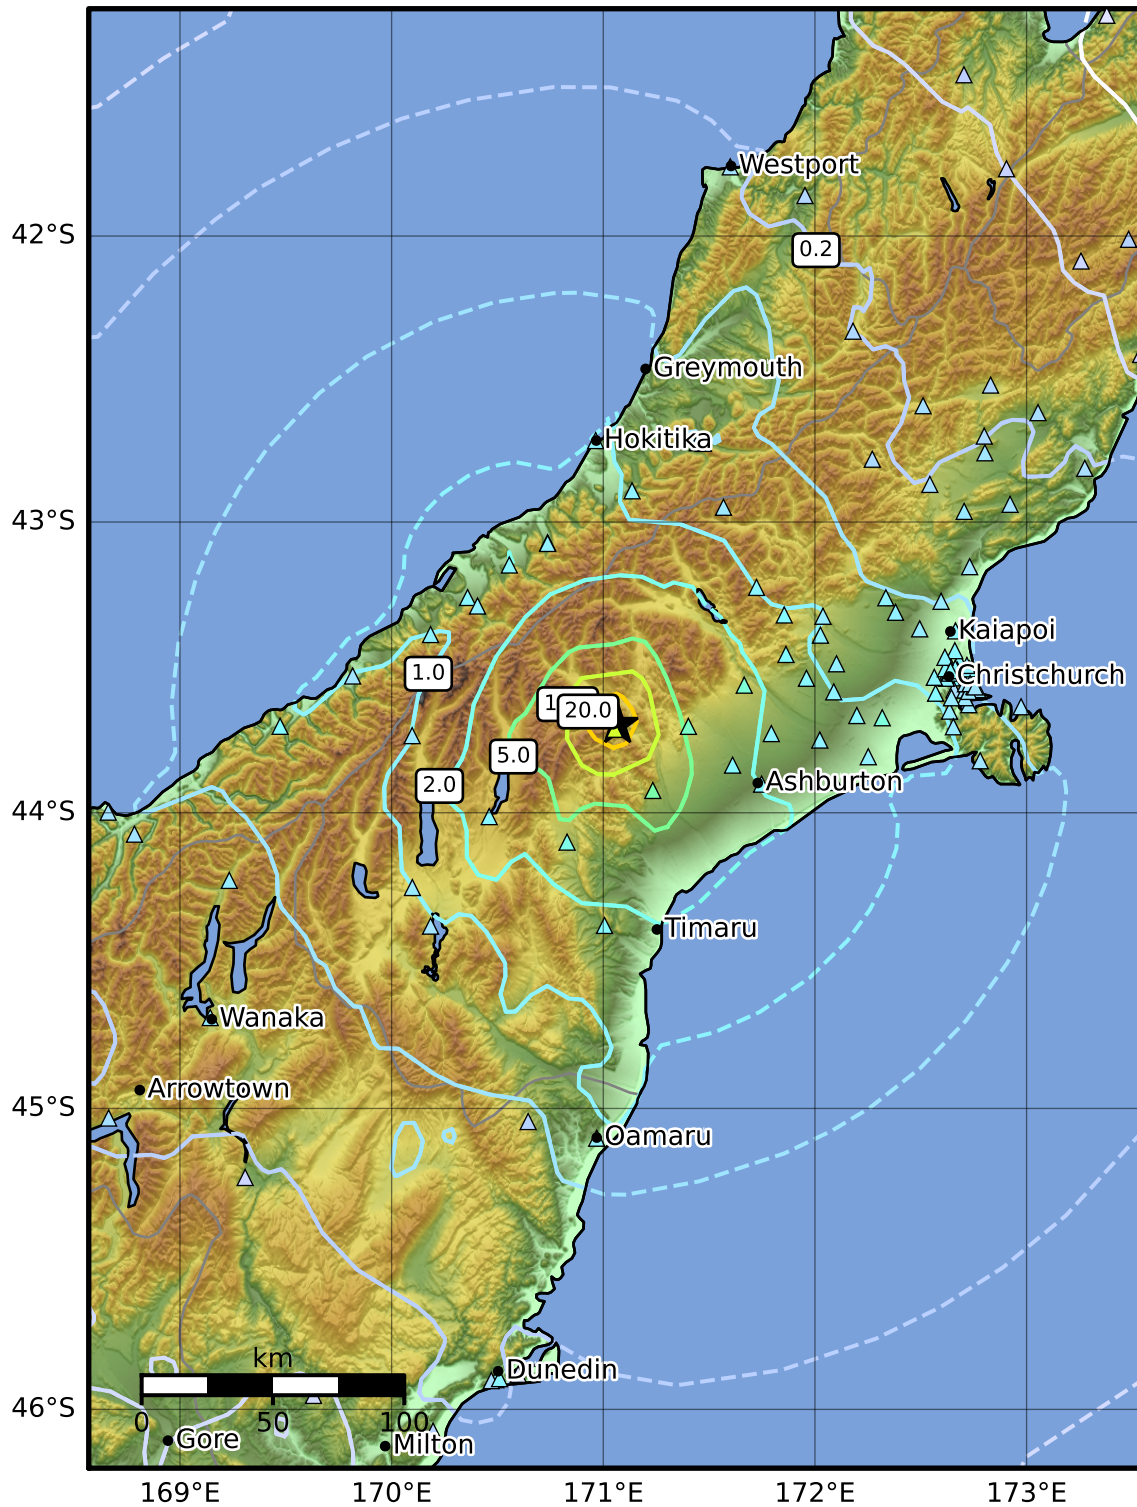 Westport
42°S
0.2
Greymouth
Hokitika
43°S
Kaiapoi
1.0
Christchurch
20.0
5.0
2.0
Ashburton
44°S
Timaru
Wanaka
Arrowtown
45°S
Oamaru
km
Dunedin
46°S
0 50 100
Gore
Milton
169°E 170°E 171°E 172°E 173°E